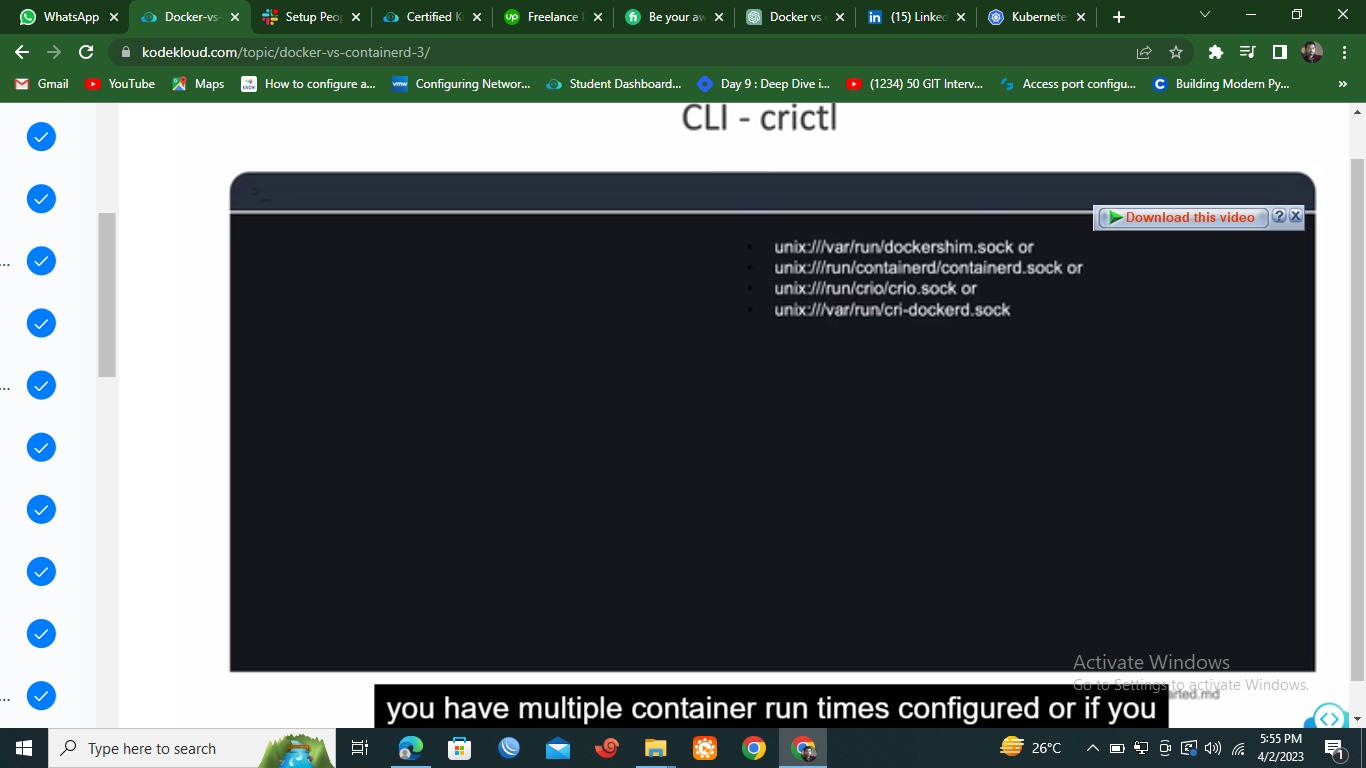 WhatsApp
Docker-vs-
Setup Peo
Certified K
Freelance
Be your aw
Docker vs
(15) Linked
Kubernete
kodekloud.com/topic/docker-vs-containerd-3/
Gmail
YouTube
Maps
How to configure a...
Configuring Networ...
Student Dashboard...
Day 9 : Deep Dive i...
(1234) 50 GIT Interv...
Access port configu...
Building Modern Py...
»
CLI - crictl
Download this video
unix:///var/run/dockershim.sock or
unix:///run/containerd/containerd.sock or
unix:///run/crio/crio.sock or
unix:///var/run/cri-dockerd.sock
Activate Windows
Go to Settings to activate Windows.
arted.md
you have multiple container run times configured or if you
Type here to search
26°C
5:55 PM
4/2/2023
1